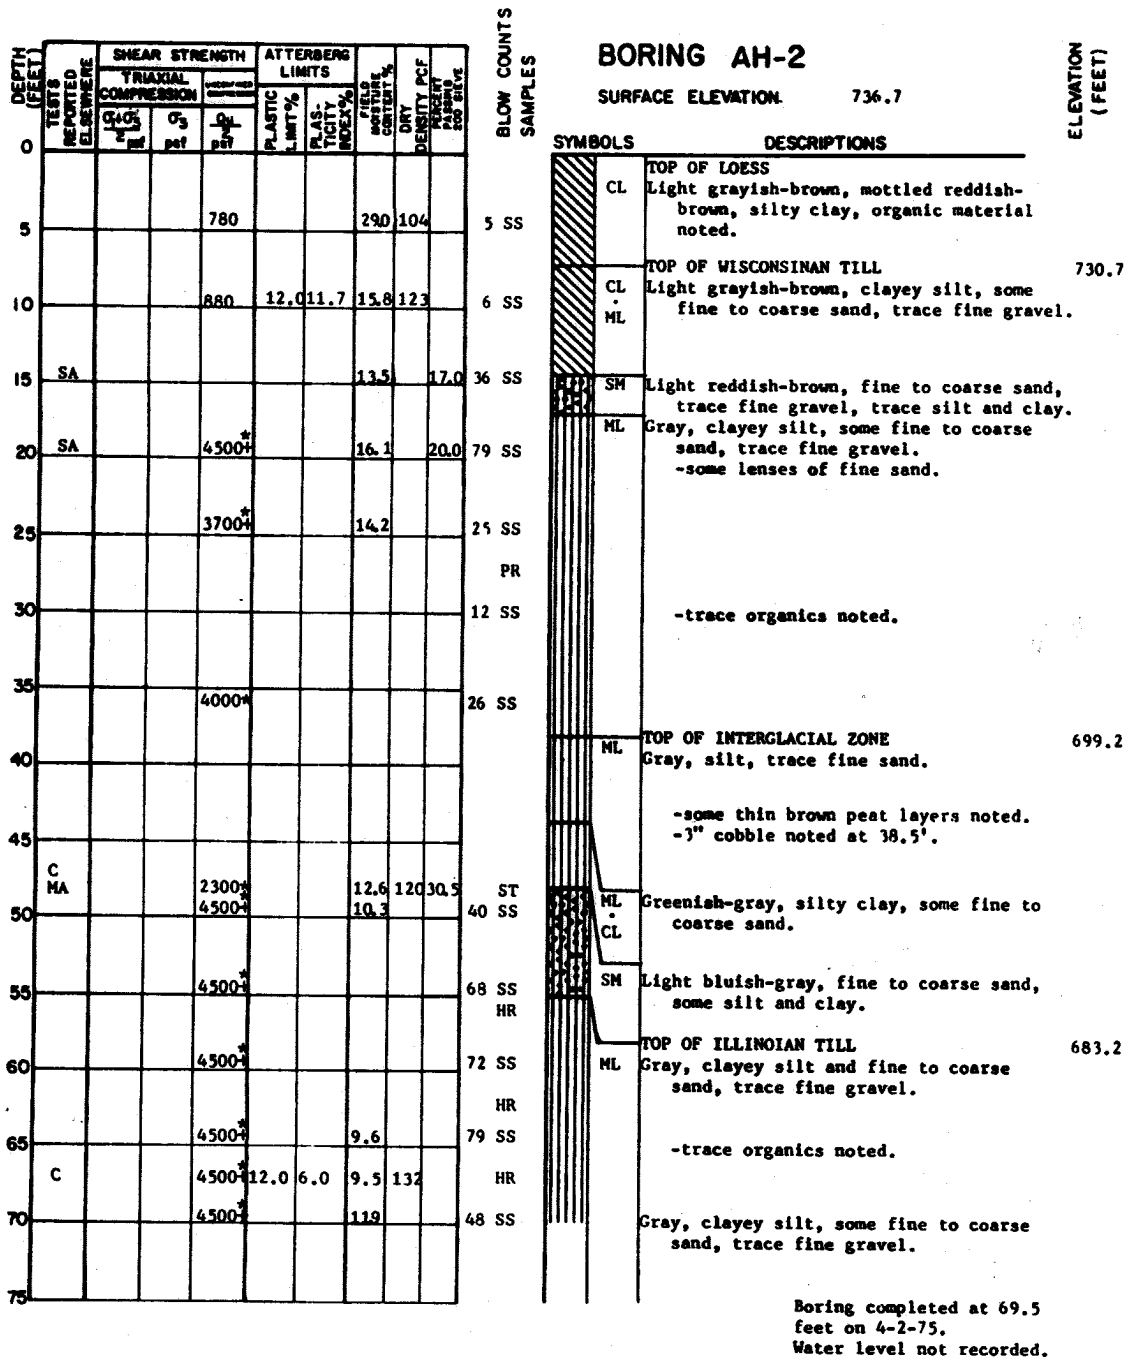 BORING AH-2
SURFACE ELEVATION. 736.7
DEPTH (FEET)
TESTS REPORTED ELSEWHERE
SHEAR STRENGTH
TRIAXIAL COMPRESSION
psf
psf
psf
ATTERBERG LIMITS
PLASTIC LIMIT%
PLAS-TICITY INDEX%
FIELD MOISTURE CONTENT%
DRY DENSITY PCF
PERCENT PASSING 200 SIEVE
BLOW COUNTS
SAMPLES
SYMBOLS DESCRIPTIONS
ELEVATION (FEET)
0
TOP OF LOESS
CL Light grayish-brown, mottled reddish-
brown, silty clay, organic material
noted.
5 780 29.0 104 5 SS
TOP OF WISCONSINAN TILL 730.7
CL Light grayish-brown, clayey silt, some
ML fine to coarse sand, trace fine gravel.
10 880 12.0 11.7 15.8 123 6 SS
15 SA 13.5 17.0 36 SS
SM Light reddish-brown, fine to coarse sand,
trace fine gravel, trace silt and clay.
ML Gray, clayey silt, some fine to coarse
sand, trace fine gravel.
-some lenses of fine sand.
20 SA 4500+* 16.1 20.0 79 SS
25 3700+* 14.2 25 SS
PR
30 12 SS
-trace organics noted.
35
4000* 26 SS
TOP OF INTERGLACIAL ZONE 699.2
ML Gray, silt, trace fine sand.
40
-some thin brown peat layers noted.
-3" cobble noted at 38.5'.
45
C
MA 2300* 12.6 120 30.5 ST
50 4500+* 10.3 40 SS
ML Greenish-gray, silty clay, some fine to
CL coarse sand.
SM Light bluish-gray, fine to coarse sand,
some silt and clay.
55 4500+* 68 SS
HR
TOP OF ILLINOIAN TILL 683.2
ML Gray, clayey silt and fine to coarse
sand, trace fine gravel.
60 4500+* 72 SS
HR
65 4500+* 9.6 79 SS
-trace organics noted.
C 4500+* 12.0 6.0 9.5 132 HR
70 4500+* 11.9 48 SS
Gray, clayey silt, some fine to coarse
sand, trace fine gravel.
75
Boring completed at 69.5
feet on 4-2-75.
Water level not recorded.